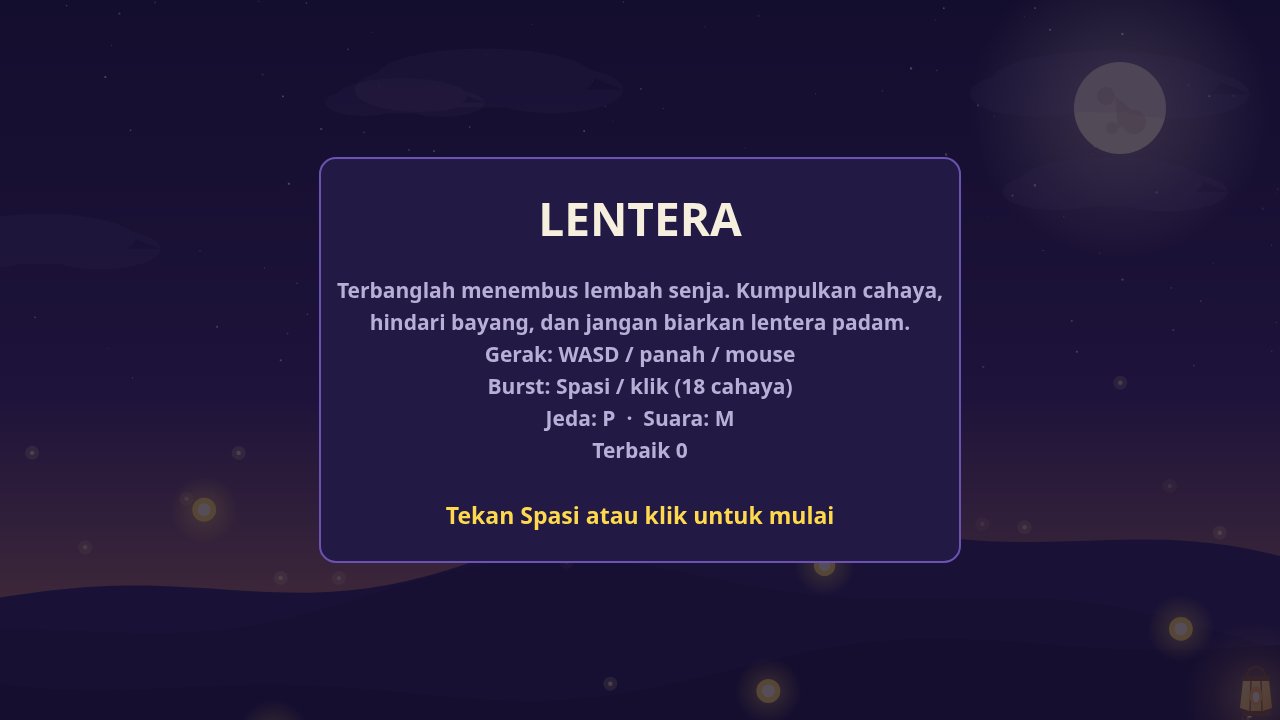 LENTERA
Terbanglah menembus lembah senja. Kumpulkan cahaya,
hindari bayang, dan jangan biarkan lentera padam.
Gerak: WASD / panah / mouse
Burst: Spasi / klik (18 cahaya)
Jeda: P · Suara: M
Terbaik 0
Tekan Spasi atau klik untuk mulai